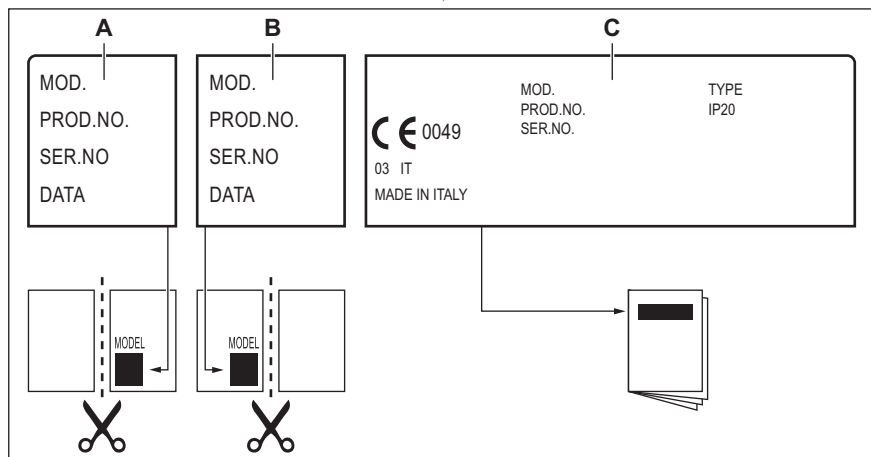 A
B
C
MOD.
PROD.NO.
SER.NO
DATA
MOD.
PROD.NO.
SER.NO
DATA
MOD.
PROD.NO.
SER.NO.
TYPE
IP20
CE 0049
03 IT
MADE IN ITALY
MODEL
MODEL